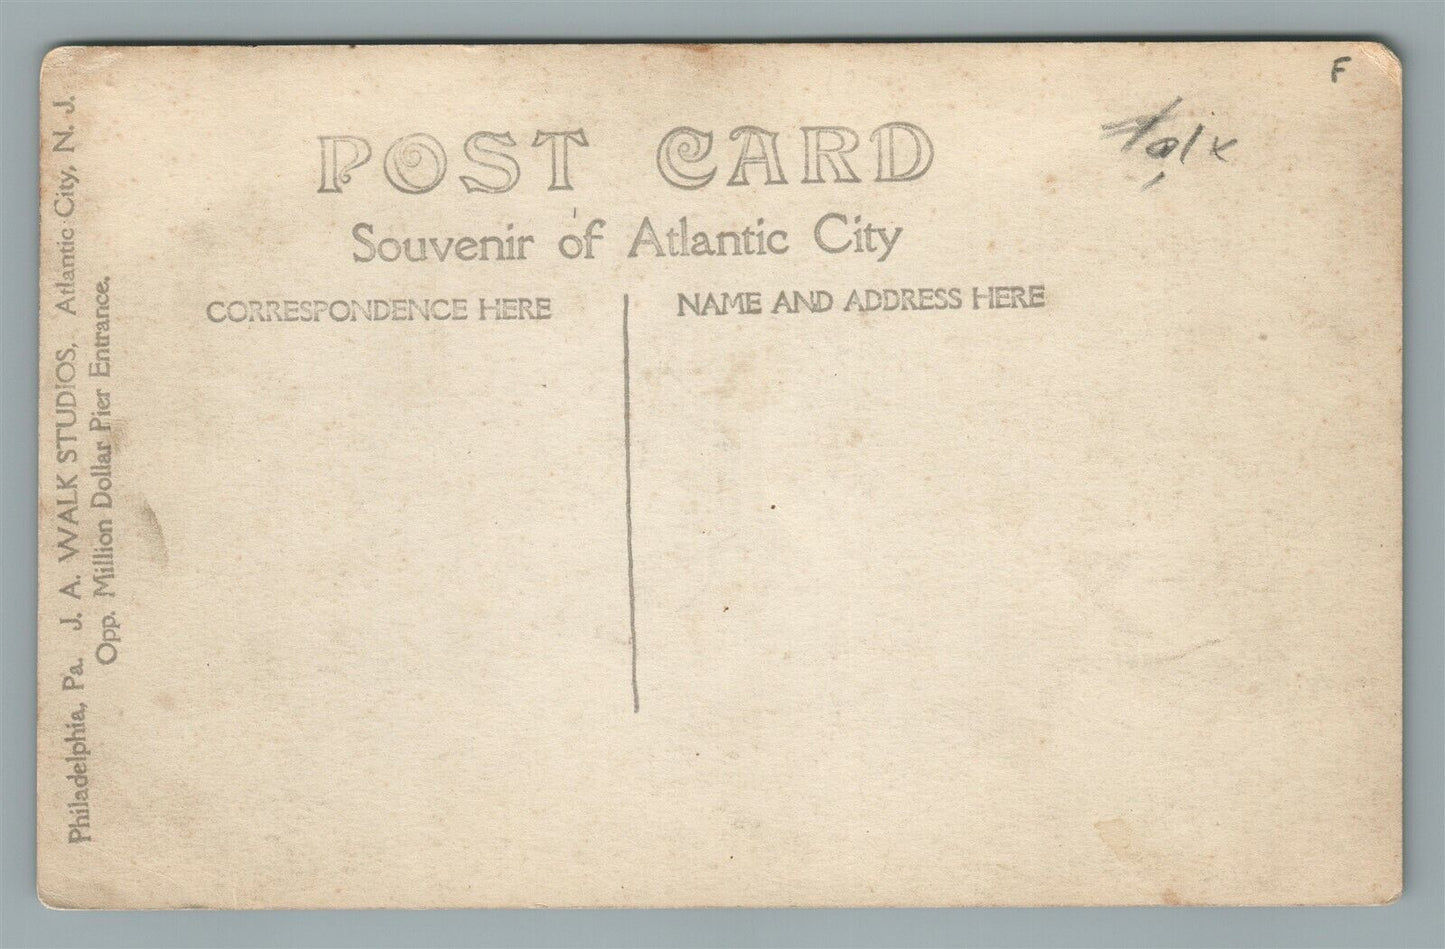 POST CARD
Souvenir of Atlantic City
CORRESPONDENCE HERE
NAME AND ADDRESS HERE
Philadelphia, Pa. J. A. WALK STUDIOS, Atlantic City, N. J.
Opp. Million Dollar Pier Entrance.
F